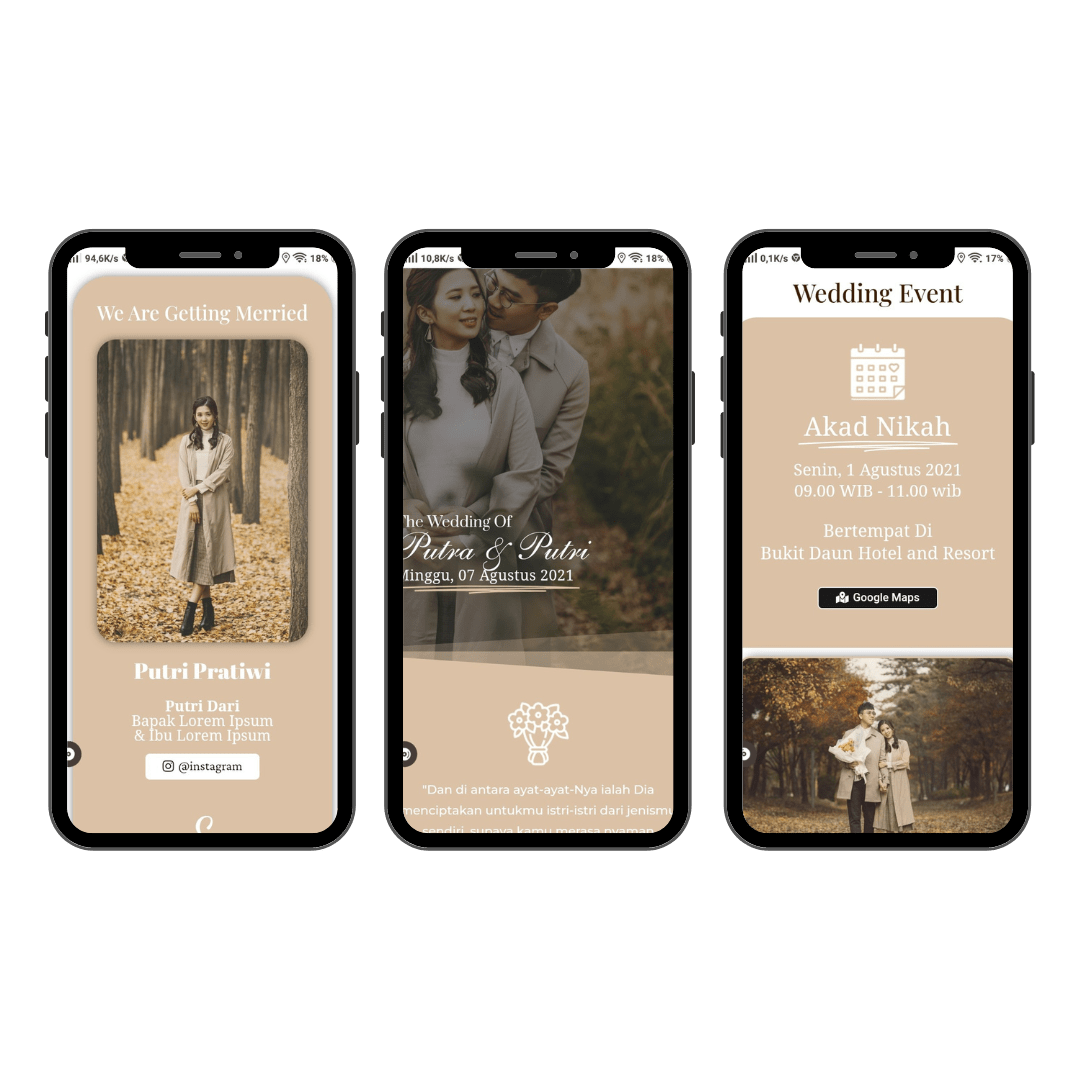 94,6K/s
18%
We Are Getting Merried
Putri Pratiwi
Putri Dari
Bapak Lorem Ipsum
& Ibu Lorem Ipsum
@instagram
10,8K/s
18%
The Wedding Of
Putra & Putri
Minggu, 07 Agustus 2021
"Dan di antara ayat-ayat-Nya ialah Dia
menciptakan untukmu istri-istri dari jenismu
sendiri, supaya kamu merasa nyaman
0,1K/s
17%
Wedding Event
Akad Nikah
Senin, 1 Agustus 2021
09.00 WIB - 11.00 wib
Bertempat Di
Bukit Daun Hotel and Resort
Google Maps